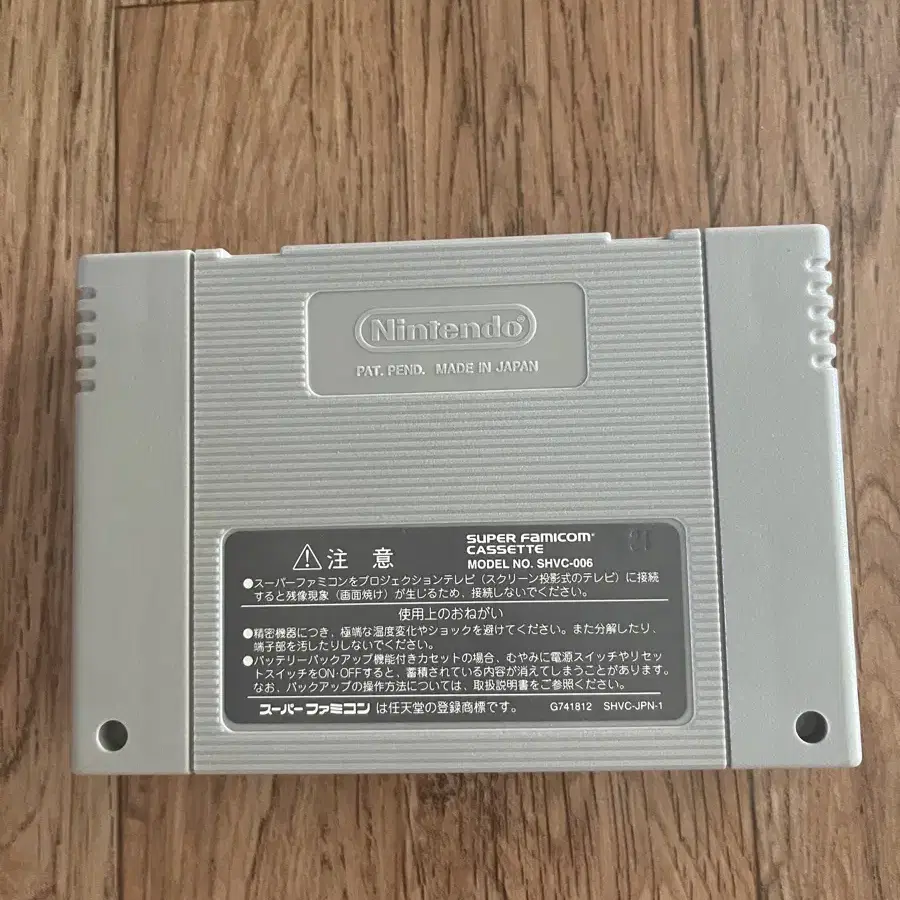 Nintendo®
PAT. PEND. MADE IN JAPAN
⚠注 意
SUPER FAMICOM
CASSETTE
MODEL NO. SHVC-006
●スーパーファミコンをプロジェクションテレビ(スクリーン投影式のテレビ)に接続
すると残像現象(画面焼け)が生じるため、接続しないでください。
使用上のおねがい
●精密機器につき、極端な温度変化やショックを避けてください。また分解したり、
端子部を汚したりしないでください。
●バッテリーバックアップ機能付きカセットの場合、むやみに電源スイッチやリセッ
トスイッチをON・OFFすると、蓄積されている内容が消えてしまうことがあります。
なお、バックアップの操作方法については、取扱説明書をご参照ください。
スーパーファミコンは任天堂の登録商標です。 G741812 SHVC-JPN-1